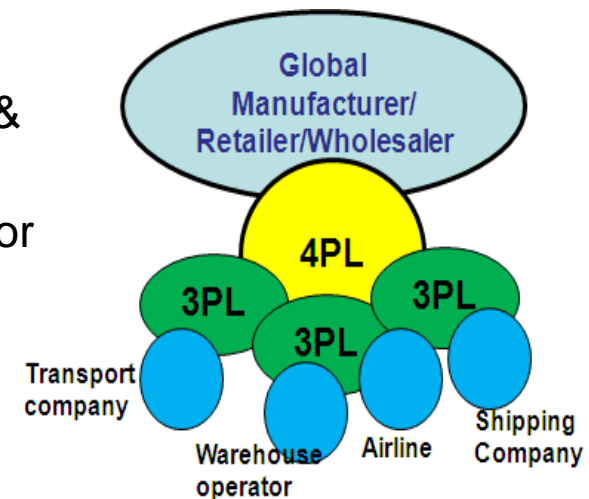 &
or
Global
Manufacturer/
Retailer/Wholesaler
4PL
3PL
3PL
3PL
Transport
company
Warehouse
operator
Airline
Shipping
Company